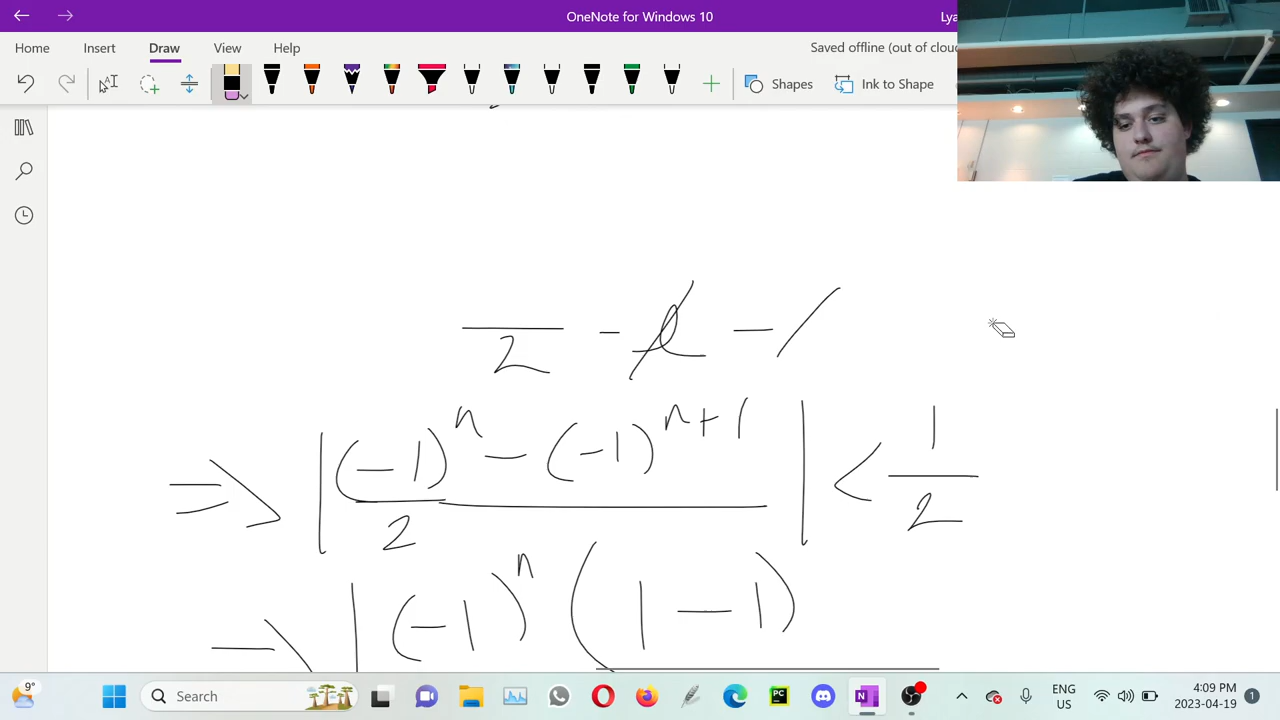 OneNote for Windows 10
Lya
Home Insert Draw View Help
Saved offline (out of clou
Shapes
Ink to Shape
── / 2 - l - /
=> | ((-1)^n - (-1)^(n+1)) / 2 | < 1/2
=> | (-1)^n (1 - 1)
9°
Search
ENG
US
4:09 PM
2023-04-19
1